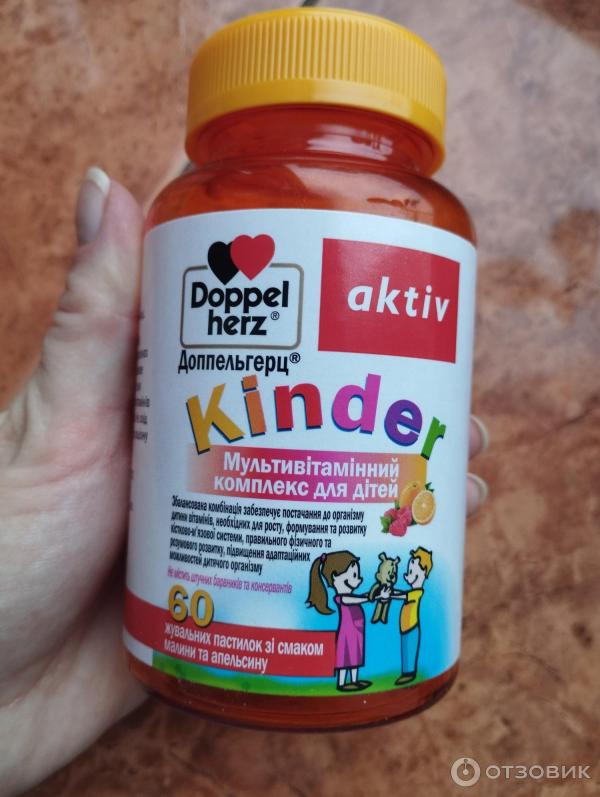 Doppel
herz®
aktiv
Доппельгерц®
Kinder
Мультивітамінний
комплекс для дітей
Збалансована комбінація забезпечує постачання до організму
дитини вітамінів, необхідних для росту, формування та розвитку
кістково-м'язової системи, правильного фізичного та
розумового розвитку, підвищення адаптаційних
можливостей дитячого організму
Не містить штучних барвників та консервантів
60
жувальних пастилок зі смаком
малини та апельсину
ОТЗОВИК